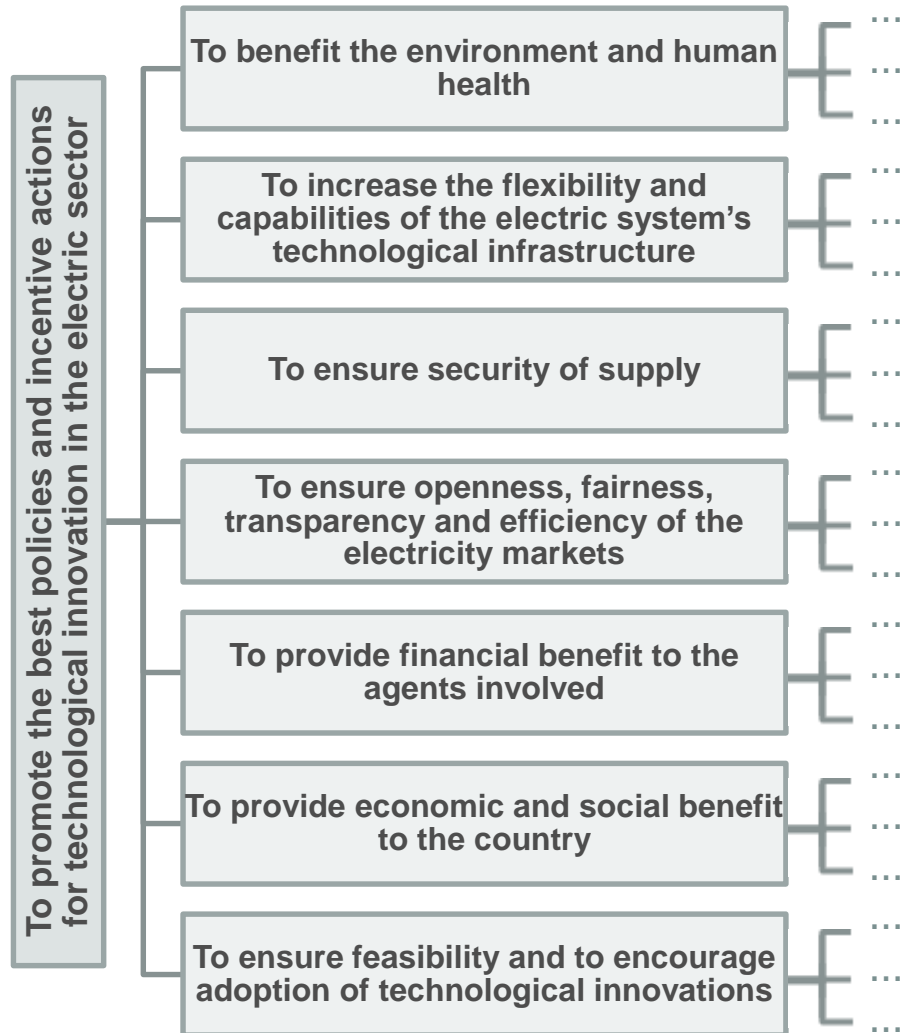 To promote the best policies and incentive actions
for technological innovation in the electric sector
To benefit the environment and human
health
…
…
…
To increase the flexibility and
capabilities of the electric system’s
technological infrastructure
…
…
…
To ensure security of supply
…
…
…
To ensure openness, fairness,
transparency and efficiency of the
electricity markets
…
…
…
To provide financial benefit to the
agents involved
…
…
…
To provide economic and social benefit
to the country
…
…
…
To ensure feasibility and to encourage
adoption of technological innovations
…
…
…